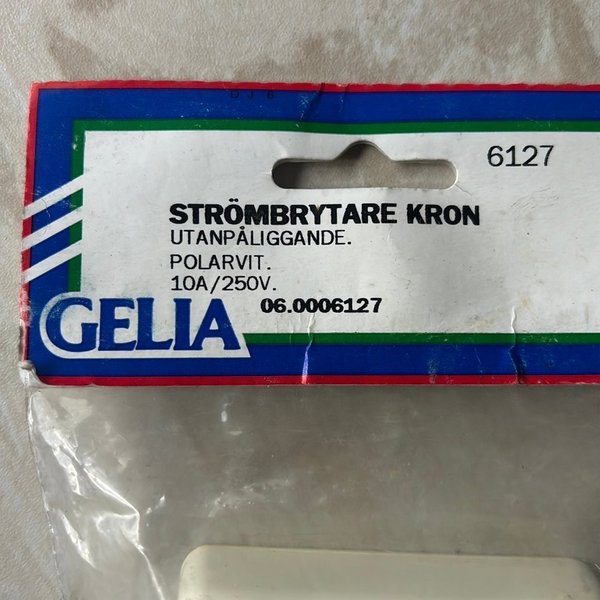 6127
STRÖMBRYTARE KRON
UTANPÅLIGGANDE.
POLARVIT.
10A/250V.
06.0006127
GELIA